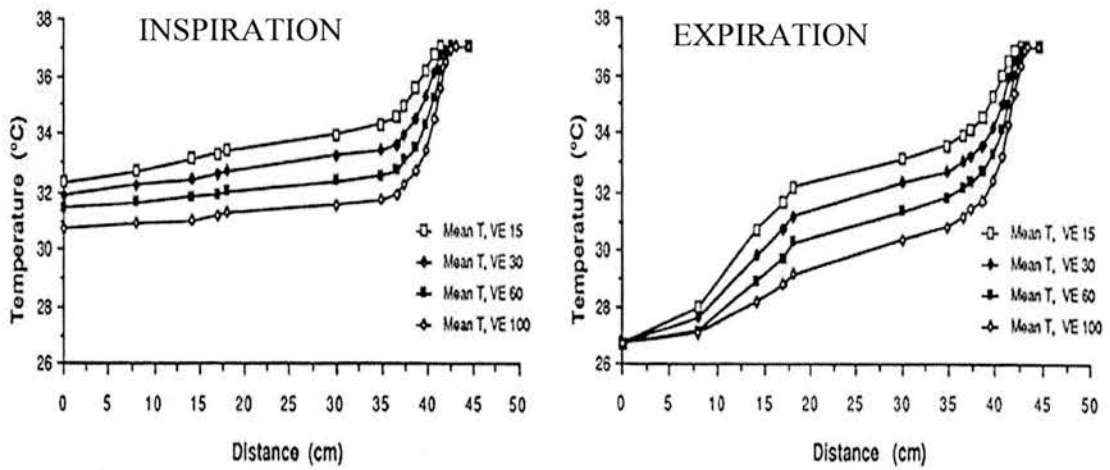 INSPIRATION
Temperature (°C)
38
36
34
33
32
30
28
26
0 5 10 15 20 25 30 35 40 45 50
Distance (cm)
Mean T, VE 15
Mean T, VE 30
Mean T, VE 60
Mean T, VE 100
EXPIRATION
Temperature (°C)
38
36
34
33
32
30
28
26
0 5 10 15 20 25 30 35 40 45 50
Distance (cm)
Mean T, VE 15
Mean T, VE 30
Mean T, VE 60
Mean T, VE 100